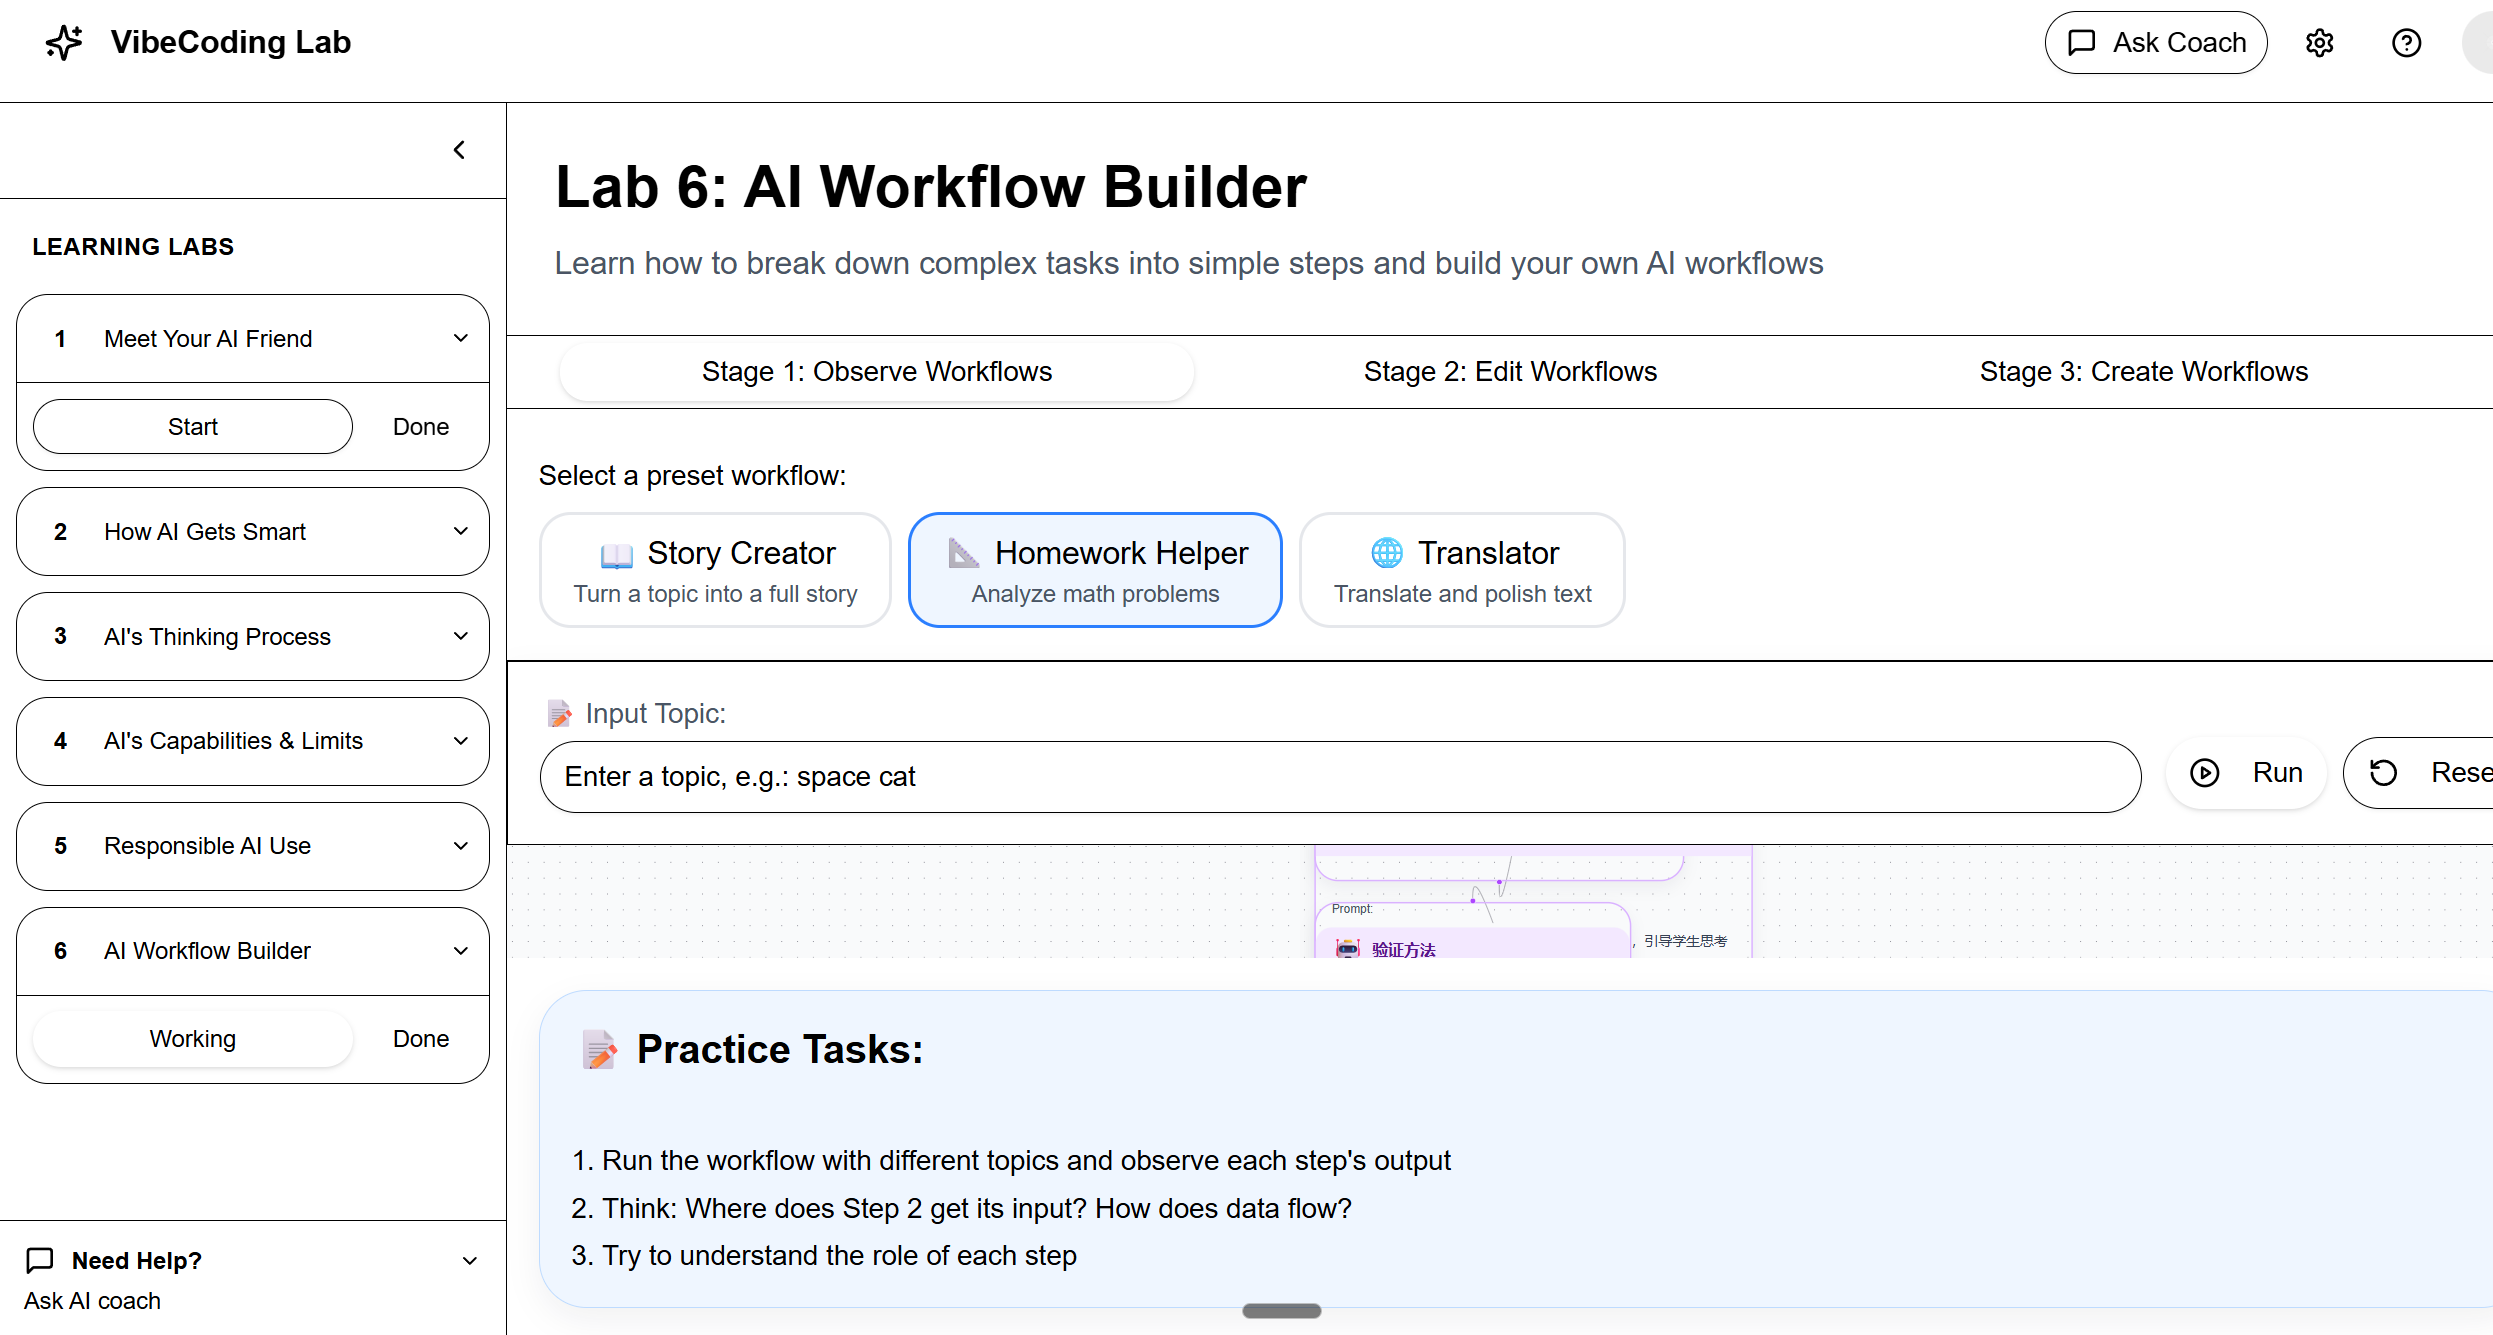 VibeCoding Lab
Ask Coach
LEARNING LABS
1 Meet Your AI Friend
Start Done
2 How AI Gets Smart
3 AI's Thinking Process
4 AI's Capabilities & Limits
5 Responsible AI Use
6 AI Workflow Builder
Working Done
Need Help?
Ask AI coach
Lab 6: AI Workflow Builder
Learn how to break down complex tasks into simple steps and build your own AI workflows
Stage 1: Observe Workflows Stage 2: Edit Workflows Stage 3: Create Workflows
Select a preset workflow:
Story Creator
Turn a topic into a full story
Homework Helper
Analyze math problems
Translator
Translate and polish text
Input Topic:
Enter a topic, e.g.: space cat
Run Rese
Prompt:
，引导学生思考
验证方法
Practice Tasks:
1. Run the workflow with different topics and observe each step's output
2. Think: Where does Step 2 get its input? How does data flow?
3. Try to understand the role of each step